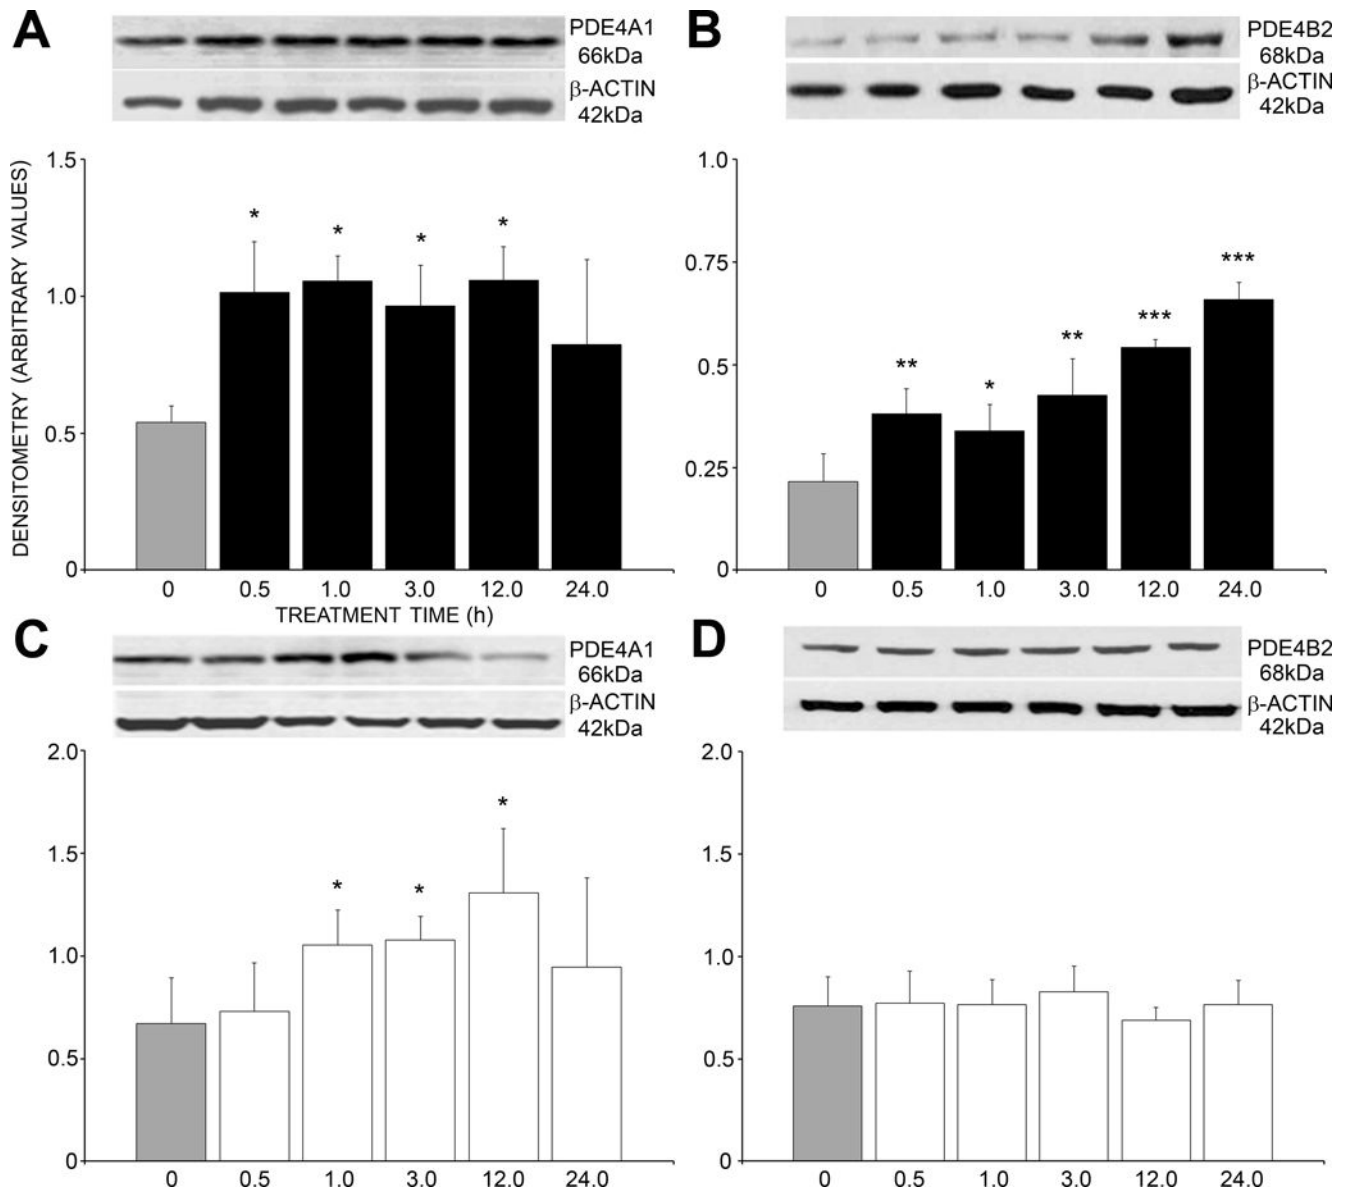 A
PDE4A1
66kDa
β-ACTIN
42kDa
DENSITOMETRY (ARBITRARY VALUES)
1.5
1.0
0.5
0
*
*
*
*
0 0.5 1.0 3.0 12.0 24.0
TREATMENT TIME (h)
B
PDE4B2
68kDa
β-ACTIN
42kDa
1.0
0.75
0.5
0.25
0
**
*
**
***
***
0 0.5 1.0 3.0 12.0 24.0
C
PDE4A1
66kDa
β-ACTIN
42kDa
2.0
1.5
1.0
0.5
0
*
*
*
0 0.5 1.0 3.0 12.0 24.0
D
PDE4B2
68kDa
β-ACTIN
42kDa
2.0
1.5
1.0
0.5
0
0 0.5 1.0 3.0 12.0 24.0